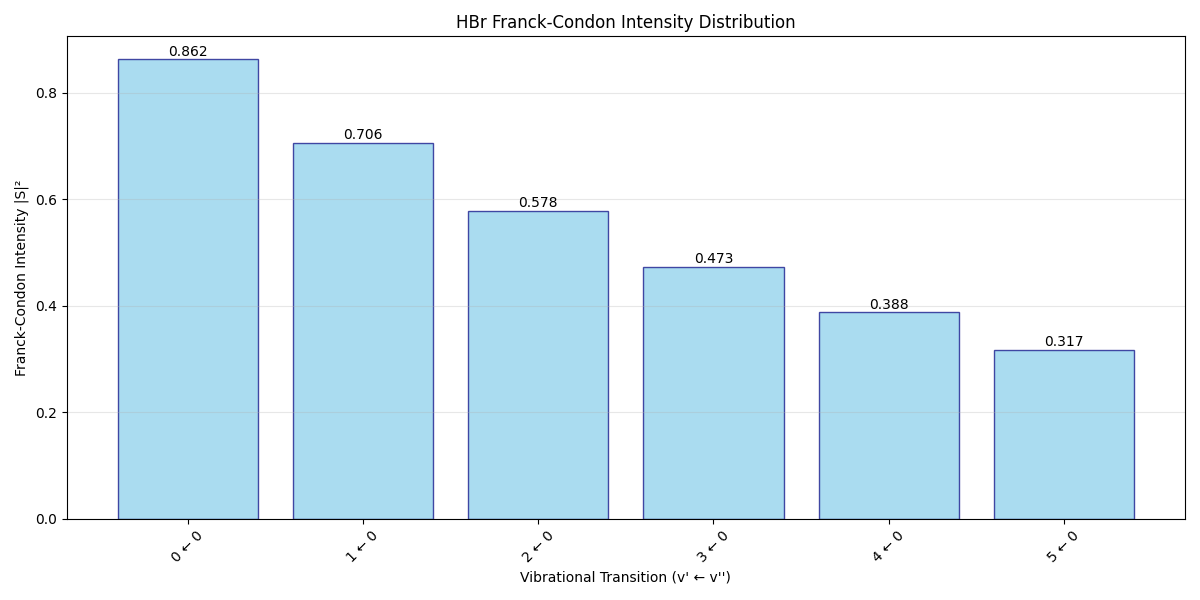 HBr Franck-Condon Intensity Distribution
Franck-Condon Intensity |S|²
0.8
0.6
0.4
0.2
0.0
0.862
0.706
0.578
0.473
0.388
0.317
0 ← 0
1 ← 0
2 ← 0
3 ← 0
4 ← 0
5 ← 0
Vibrational Transition (v' ← v'')